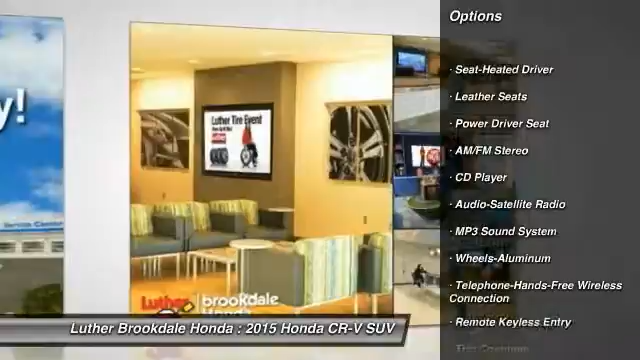 Options
y!
Luther Tire Event
· Seat-Heated Driver
· Leather Seats
· Power Driver Seat
· AM/FM Stereo
· CD Player
· Audio-Satellite Radio
· MP3 Sound System
· Wheels-Aluminum
· Telephone-Hands-Free Wireless
Connection
· Remote Keyless Entry
Service Center
Luther brookdale
Honda
Luther Brookdale Honda : 2015 Honda CR-V SUV